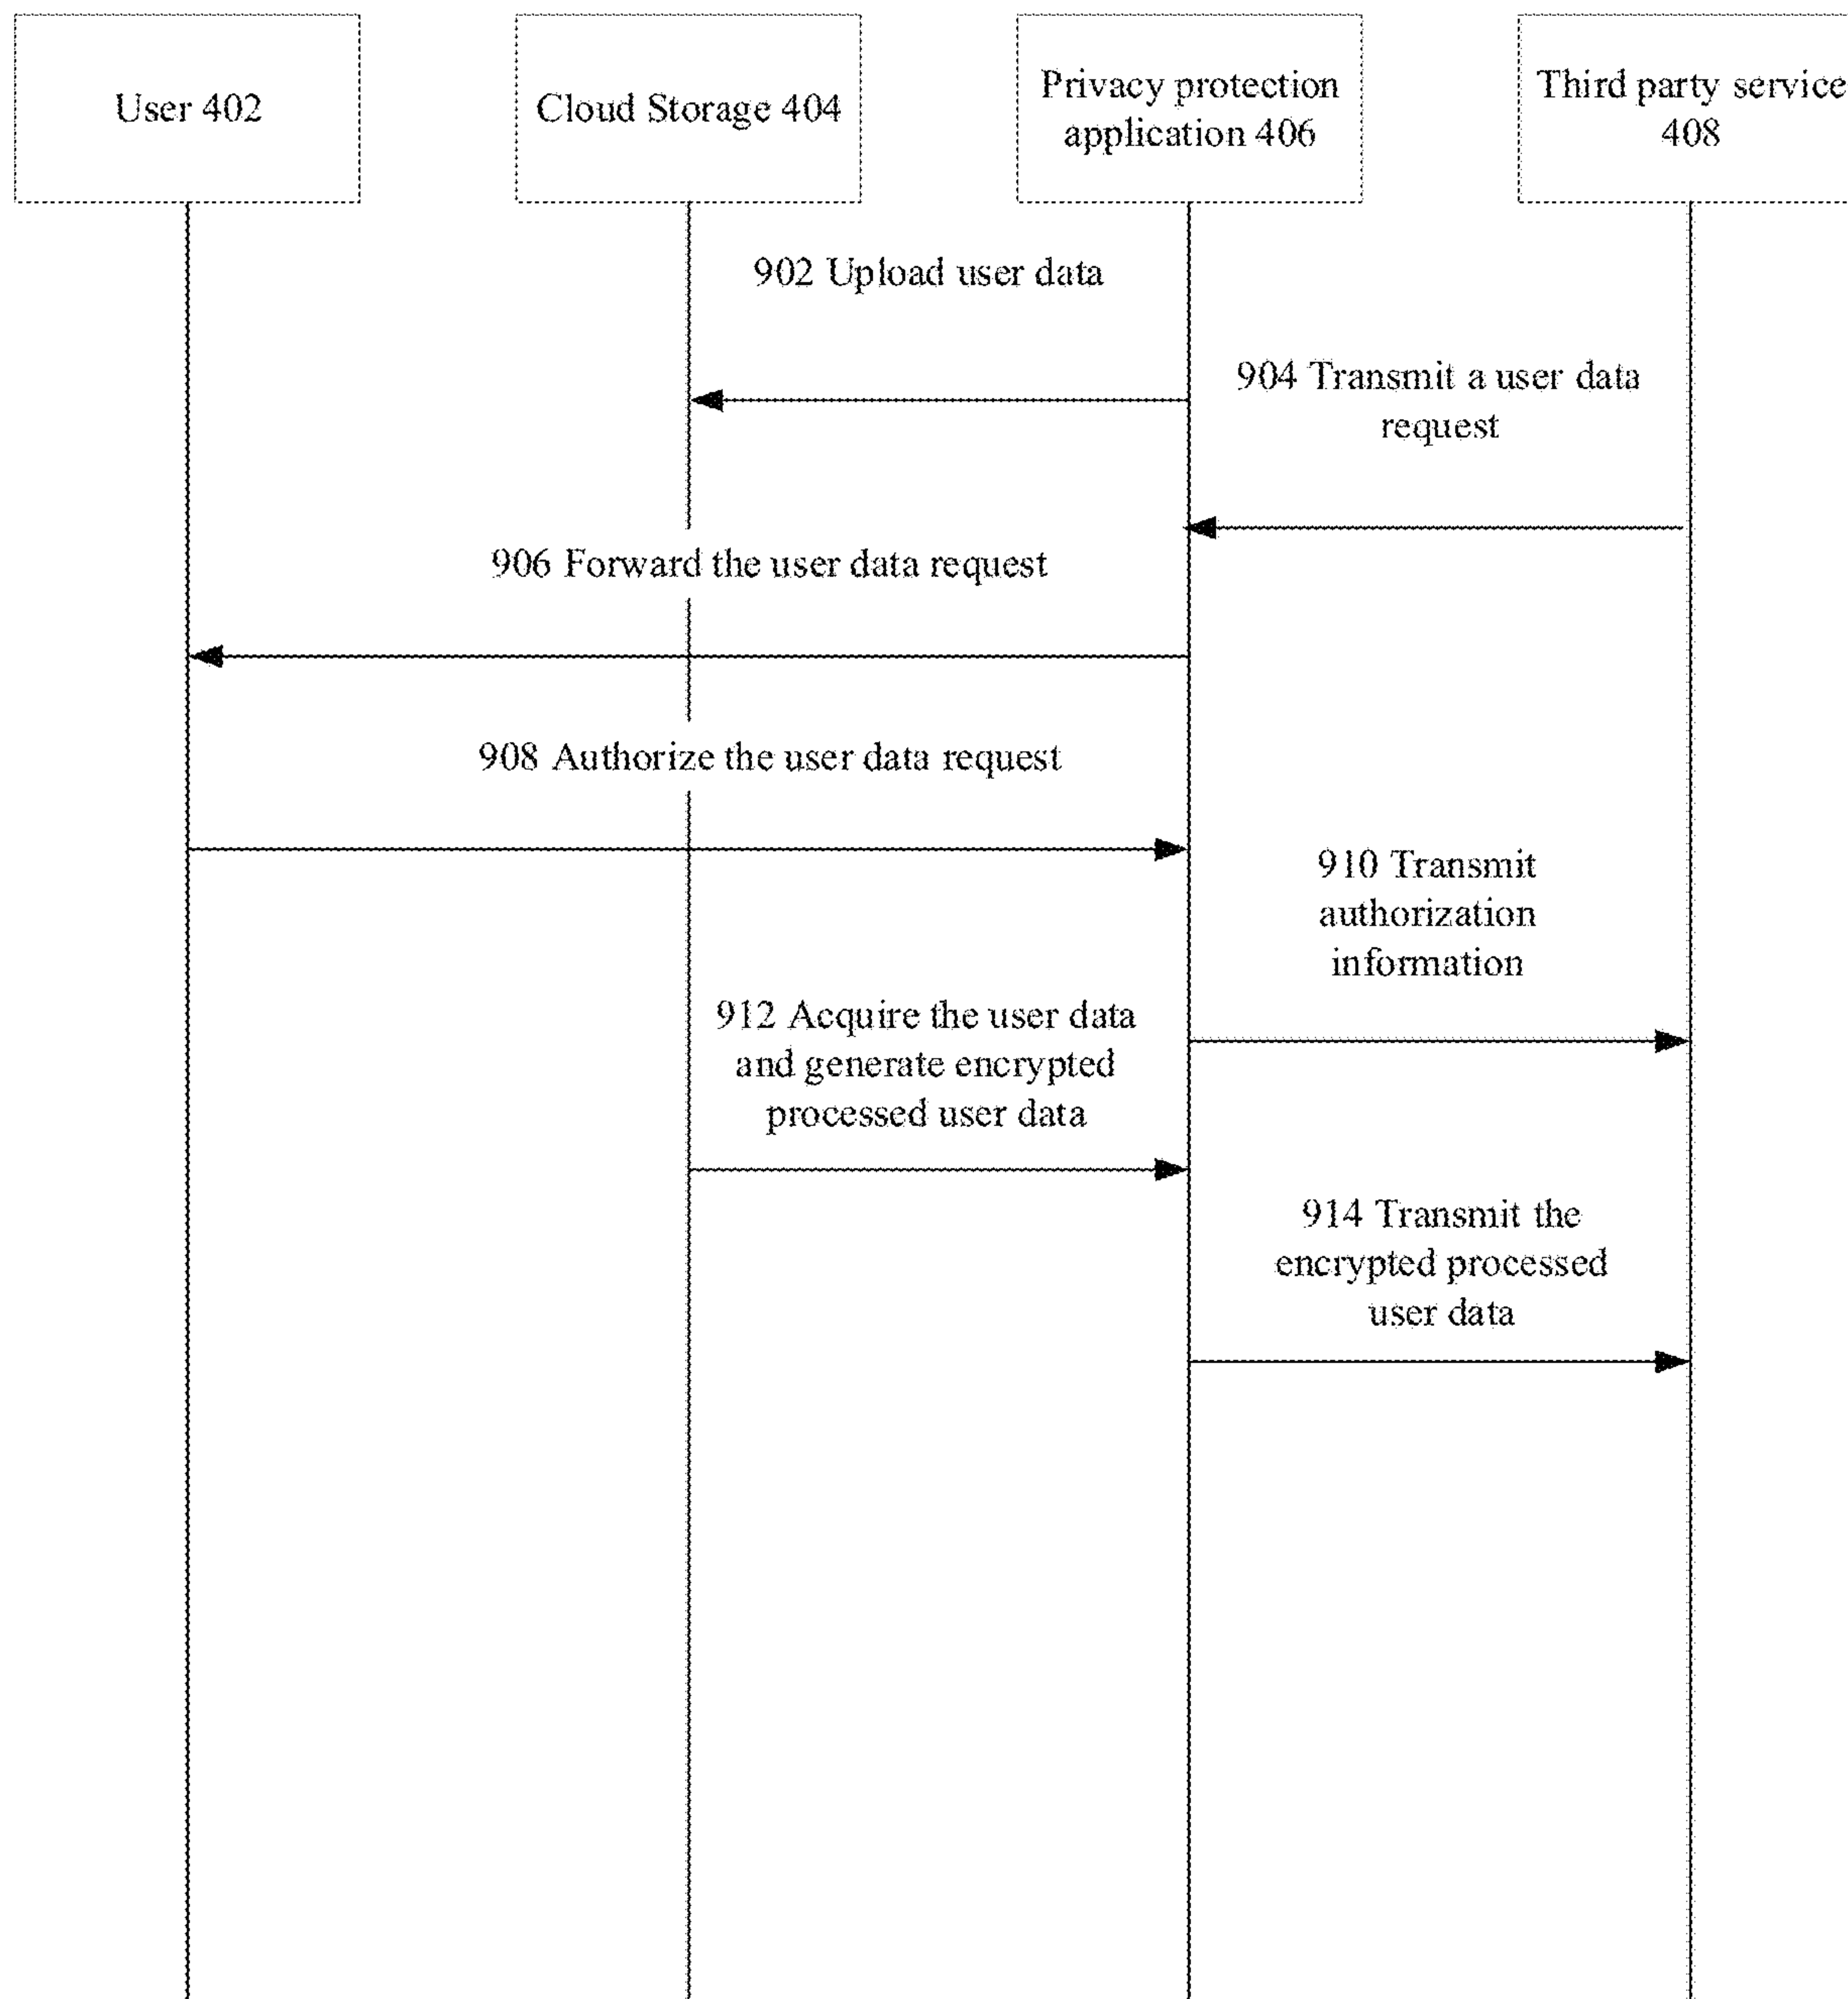 User 402
Cloud Storage 404
Privacy protection
application 406
Third party service
408
902 Upload user data
904 Transmit a user data
request
906 Forward the user data request
908 Authorize the user data request
910 Transmit
authorization
information
912 Acquire the user data
and generate encrypted
processed user data
914 Transmit the
encrypted processed
user data